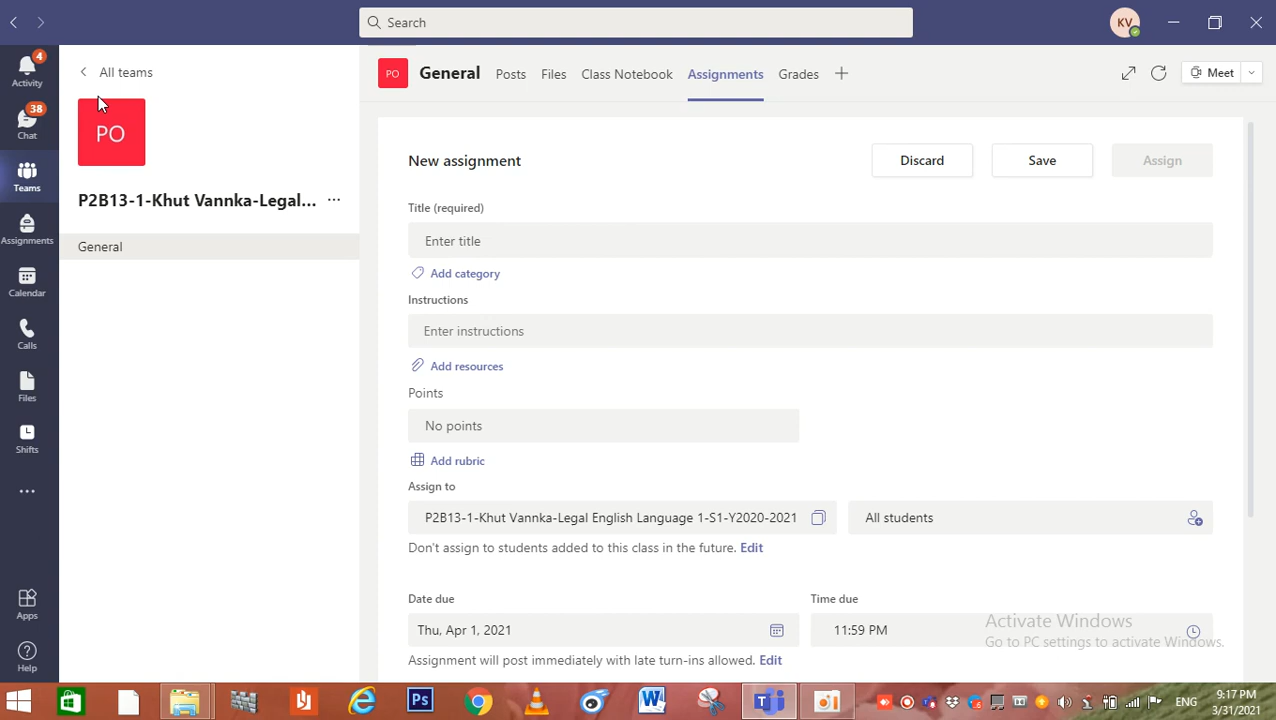 Search
KV
4
Activity
38
Chat
Teams
Assignments
Calendar
Calls
Files
Shifts
Apps
Help
All teams
PO
P2B13-1-Khut Vannka-Legal...
General
PO
General Posts Files Class Notebook Assignments Grades
Meet
New assignment
Discard Save Assign
Title (required)
Enter title
Add category
Instructions
Enter instructions
Add resources
Points
No points
Add rubric
Assign to
P2B13-1-Khut Vannka-Legal English Language 1-S1-Y2020-2021
All students
Don't assign to students added to this class in the future. Edit
Date due
Time due
Thu, Apr 1, 2021
11:59 PM
Assignment will post immediately with late turn-ins allowed. Edit
Activate Windows
Go to PC settings to activate Windows.
Ps
ENG
9:17 PM
3/31/2021